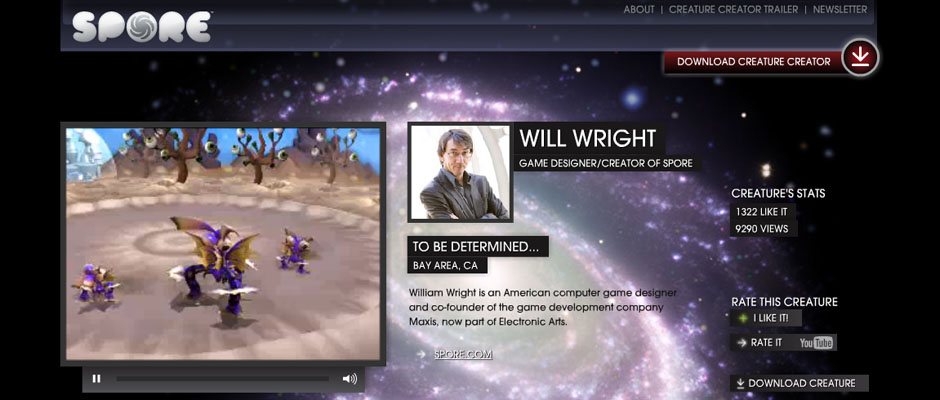 SPORE
ABOUT | CREATURE CREATOR TRAILER | NEWSLETTER
DOWNLOAD CREATURE CREATOR
WILL WRIGHT
GAME DESIGNER/CREATOR OF SPORE
TO BE DETERMINED...
BAY AREA, CA
William Wright is an American computer game designer
and co-founder of the game development company
Maxis, now part of Electronic Arts.
SPORE.COM
CREATURE'S STATS
1322 LIKE IT
9290 VIEWS
RATE THIS CREATURE
I LIKE IT!
RATE IT YouTube
DOWNLOAD CREATURE